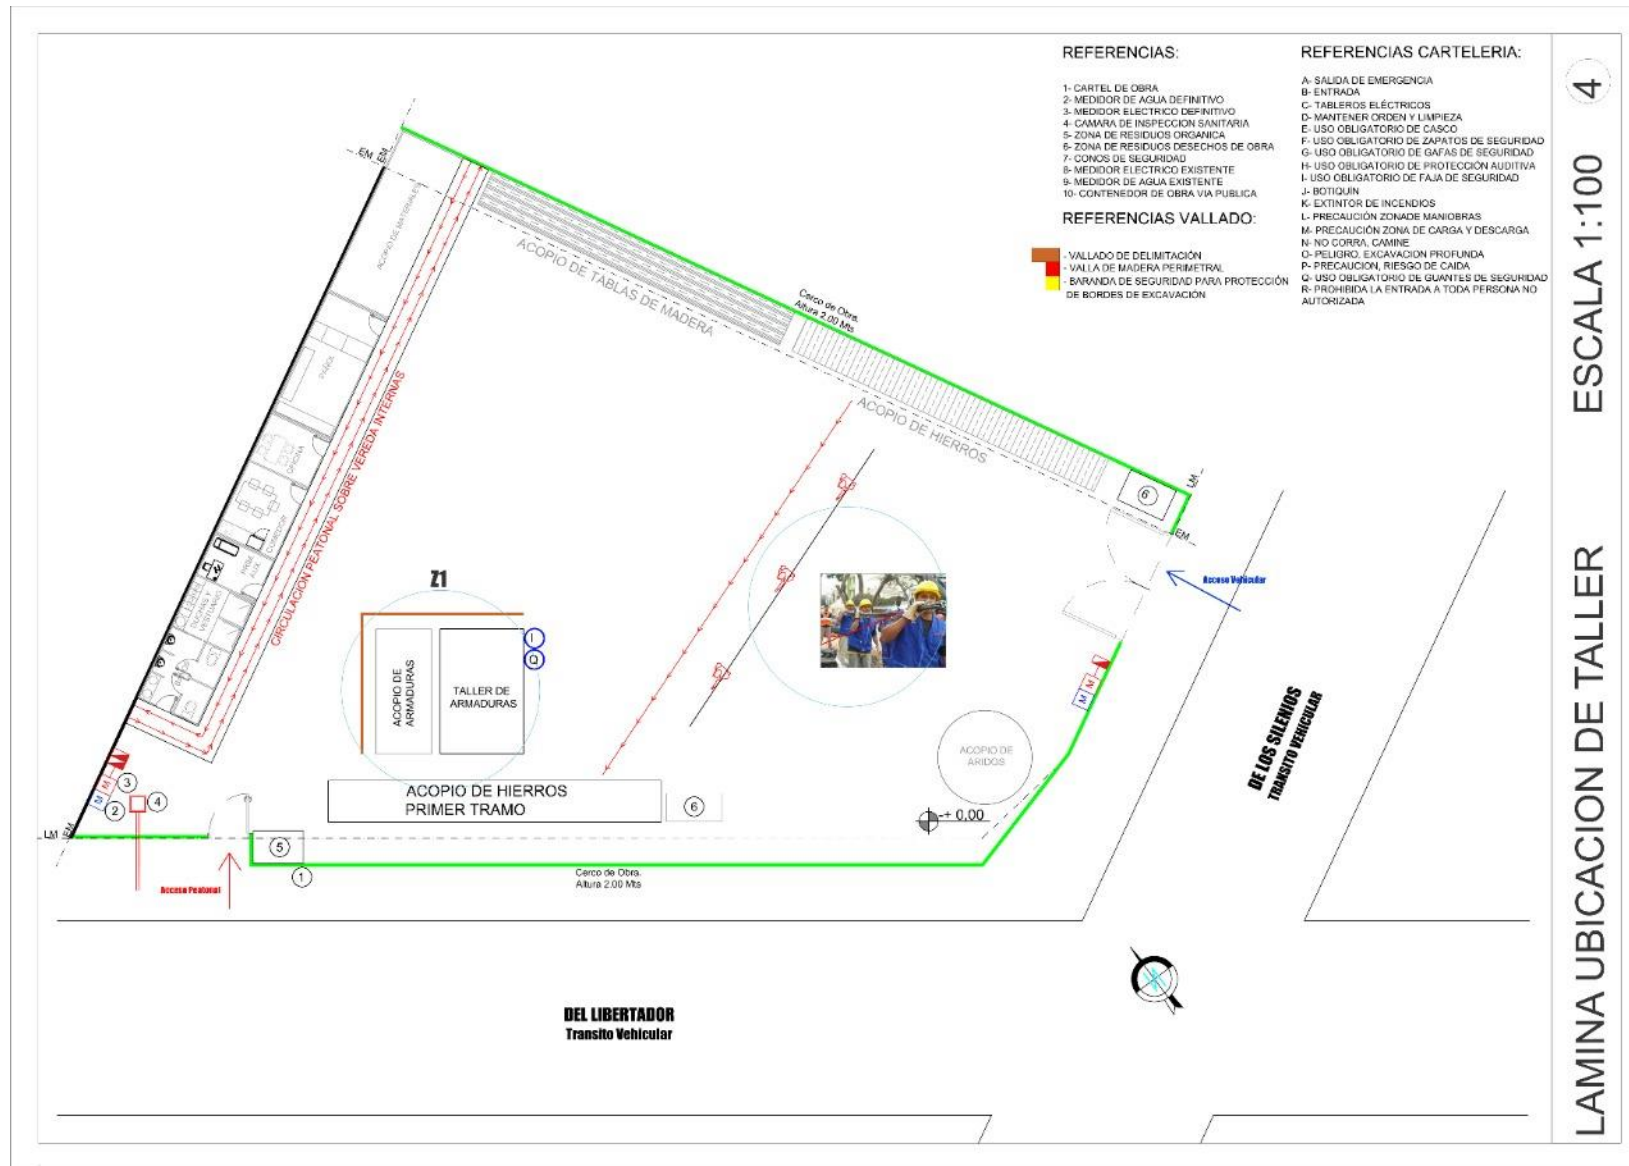 REFERENCIAS:
1- CARTEL DE OBRA
2- MEDIDOR DE AGUA DEFINITIVO
3- MEDIDOR ELECTRICO DEFINITIVO
4- CAMARA DE INSPECCION SANITARIA
5- ZONA DE RESIDUOS ORGANICA
6- ZONA DE RESIDUOS DESECHOS DE OBRA
7- CONOS DE SEGURIDAD
8- MEDIDOR ELECTRICO EXISTENTE
9- MEDIDOR DE AGUA EXISTENTE
10- CONTENEDOR DE OBRA VIA PUBLICA
REFERENCIAS VALLADO:
- VALLADO DE DELIMITACIÓN
- VALLA DE MADERA PERIMETRAL
- BARANDA DE SEGURIDAD PARA PROTECCIÓN
DE BORDES DE EXCAVACIÓN
REFERENCIAS CARTELERIA:
A- SALIDA DE EMERGENCIA
B- ENTRADA
C- TABLEROS ELÉCTRICOS
D- MANTENER ORDEN Y LIMPIEZA
E- USO OBLIGATORIO DE CASCO
F- USO OBLIGATORIO DE ZAPATOS DE SEGURIDAD
G- USO OBLIGATORIO DE GAFAS DE SEGURIDAD
H- USO OBLIGATORIO DE PROTECCIÓN AUDITIVA
I- USO OBLIGATORIO DE FAJA DE SEGURIDAD
J- BOTIQUIN
K- EXTINTOR DE INCENDIOS
L- PRECAUCIÓN ZONADE MANIOBRAS
M- PRECAUCIÓN ZONA DE CARGA Y DESCARGA
N- NO CORRA, CAMINE
O- PELIGRO, EXCAVACION PROFUNDA
P- PRECAUCION, RIESGO DE CAIDA
Q- USO OBLIGATORIO DE GUANTES DE SEGURIDAD
R- PROHIBIDA LA ENTRADA A TODA PERSONA NO
AUTORIZADA
LAMINA UBICACION DE TALLER ESCALA 1:100 4
EM
EM
ACOPIO DE MATERIALES
ACOPIO DE TABLAS DE MADERA
Cerco de Obra.
Altura 2.00 Mts
PAÑOL
ACOPIO DE HIERROS
CIRCULACION PEATONAL SOBRE VEREDA INTERNAS
OFICINA
COMEDOR
6
LM
EM
Acceso Vehicular
DUCHAS Y
VESTUARIO
Z1
I
Q
ACOPIO DE
ARMADURAS
TALLER DE
ARMADURAS
M
M
DE LOS SILENIOS
TRANSITO VEHICULAR
ACOPIO DE
ARIDOS
M
M
3
2
4
ACOPIO DE HIERROS
PRIMER TRAMO
6
-+ 0,00
LM
EM
5
1
Acceso Peatonal
Cerco de Obra.
Altura 2.00 Mts
DEL LIBERTADOR
Transito Vehicular